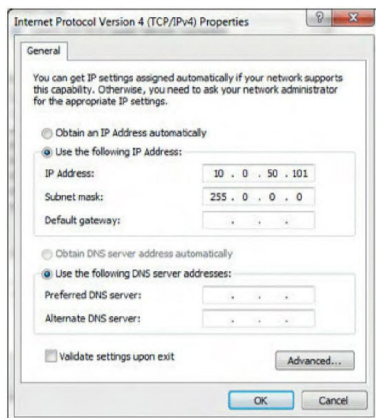 Internet Protocol Version 4 (TCP/IPv4) Properties
General
You can get IP settings assigned automatically if your network supports
this capability. Otherwise, you need to ask your network administrator
for the appropriate IP settings.
Obtain an IP Address automatically
Use the following IP Address:
IP Address: 10 . 0 . 50 . 101
Subnet mask: 255 . 0 . 0 . 0
Default gateway: . . .
Obtain DNS server address automatically
Use the following DNS server addresses:
Preferred DNS server: . . .
Alternate DNS server: . . .
Validate settings upon exit
Advanced...
OK Cancel